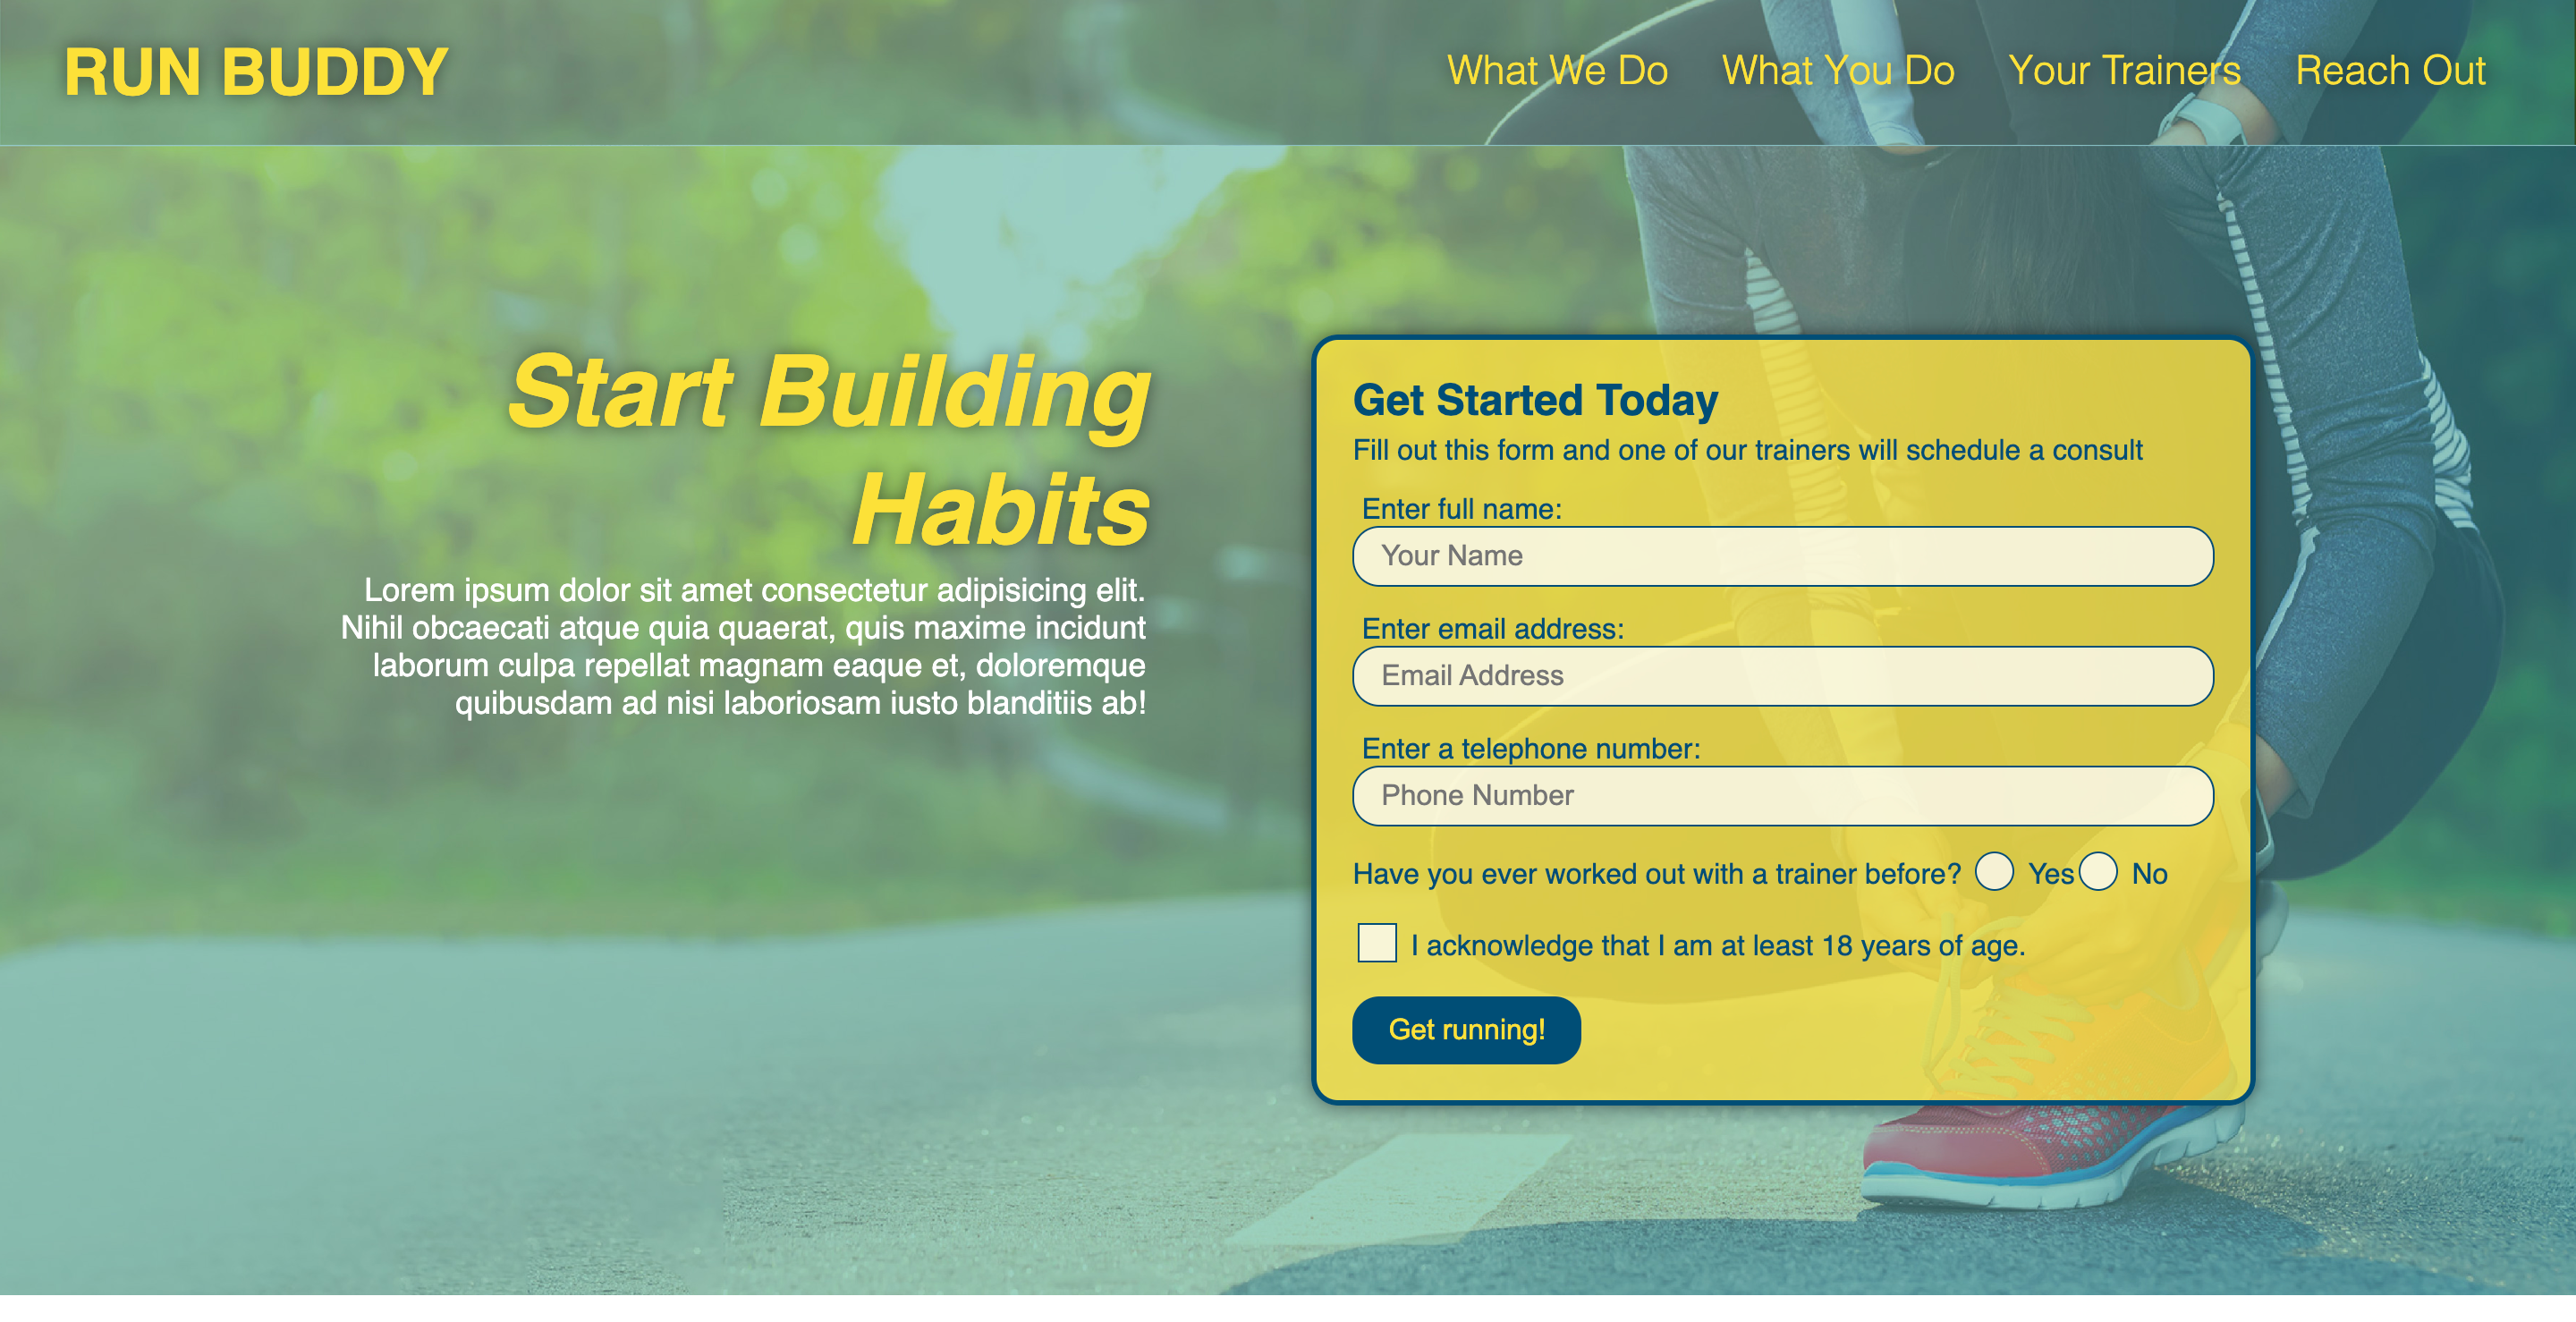 RUN BUDDY
What We Do
What You Do
Your Trainers
Reach Out
Start Building
Habits
Lorem ipsum dolor sit amet consectetur adipisicing elit.
Nihil obcaecati atque quia quaerat, quis maxime incidunt
laborum culpa repellat magnam eaque et, doloremque
quibusdam ad nisi laboriosam iusto blanditiis ab!
Get Started Today
Fill out this form and one of our trainers will schedule a consult
Enter full name:
Your Name
Enter email address:
Email Address
Enter a telephone number:
Phone Number
Have you ever worked out with a trainer before? Yes No
I acknowledge that I am at least 18 years of age.
Get running!